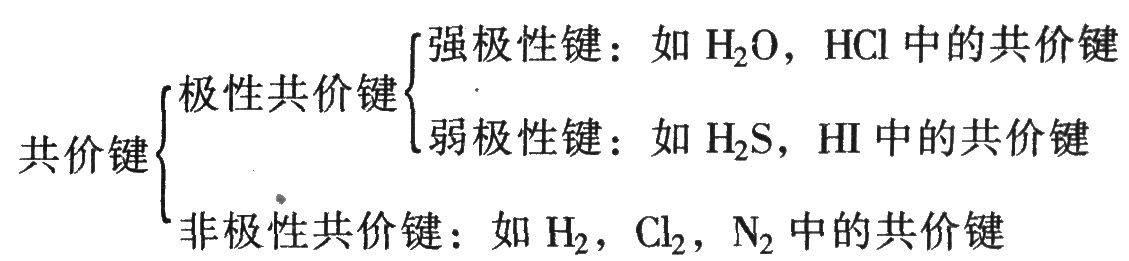 强极性键：如 H₂O，HCl 中的共价键
极性共价键
弱极性键：如 H₂S，HI 中的共价键
共价键
非极性共价键：如 H₂，Cl₂，N₂ 中的共价键